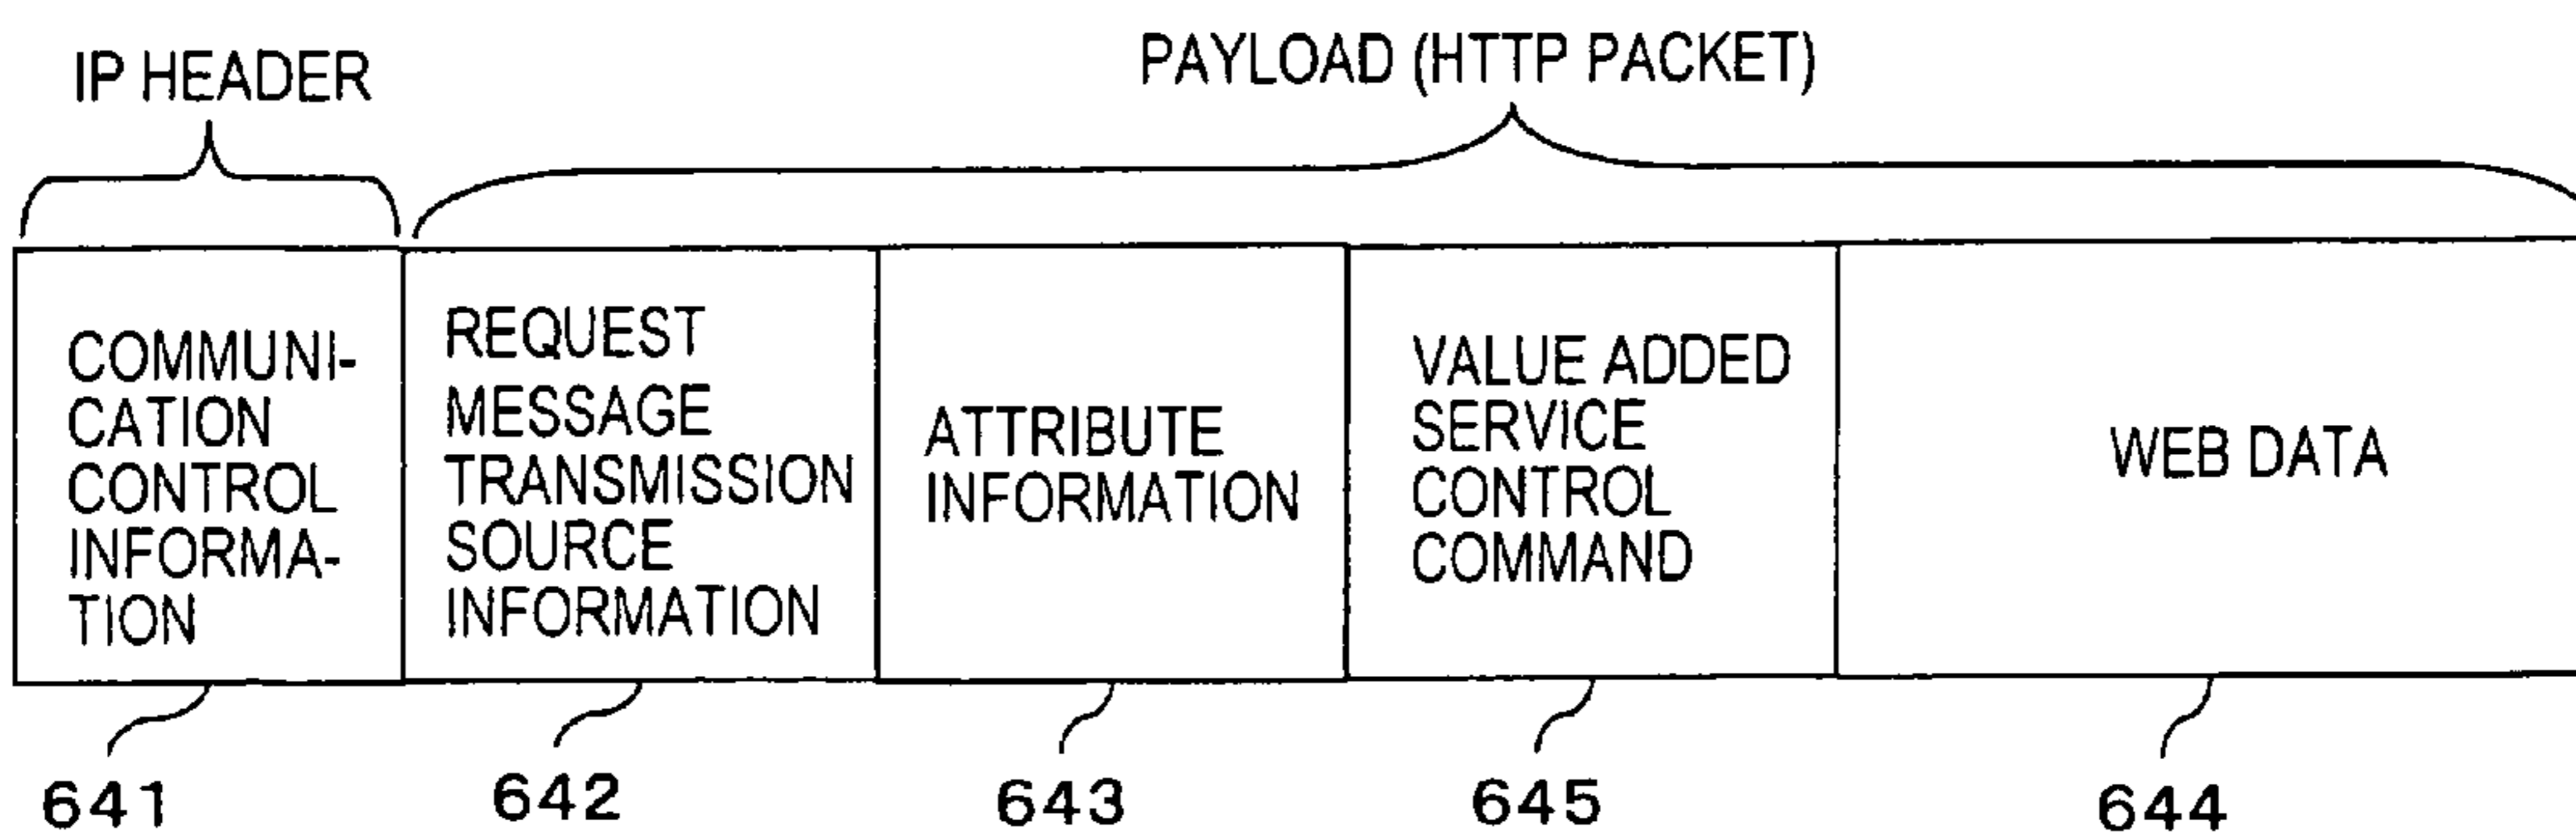 IP HEADER
PAYLOAD (HTTP PACKET)
COMMUNI-
CATION
CONTROL
INFORMA-
TION
REQUEST
MESSAGE
TRANSMISSION
SOURCE
INFORMATION
ATTRIBUTE
INFORMATION
VALUE ADDED
SERVICE
CONTROL
COMMAND
WEB DATA
641
642
643
645
644